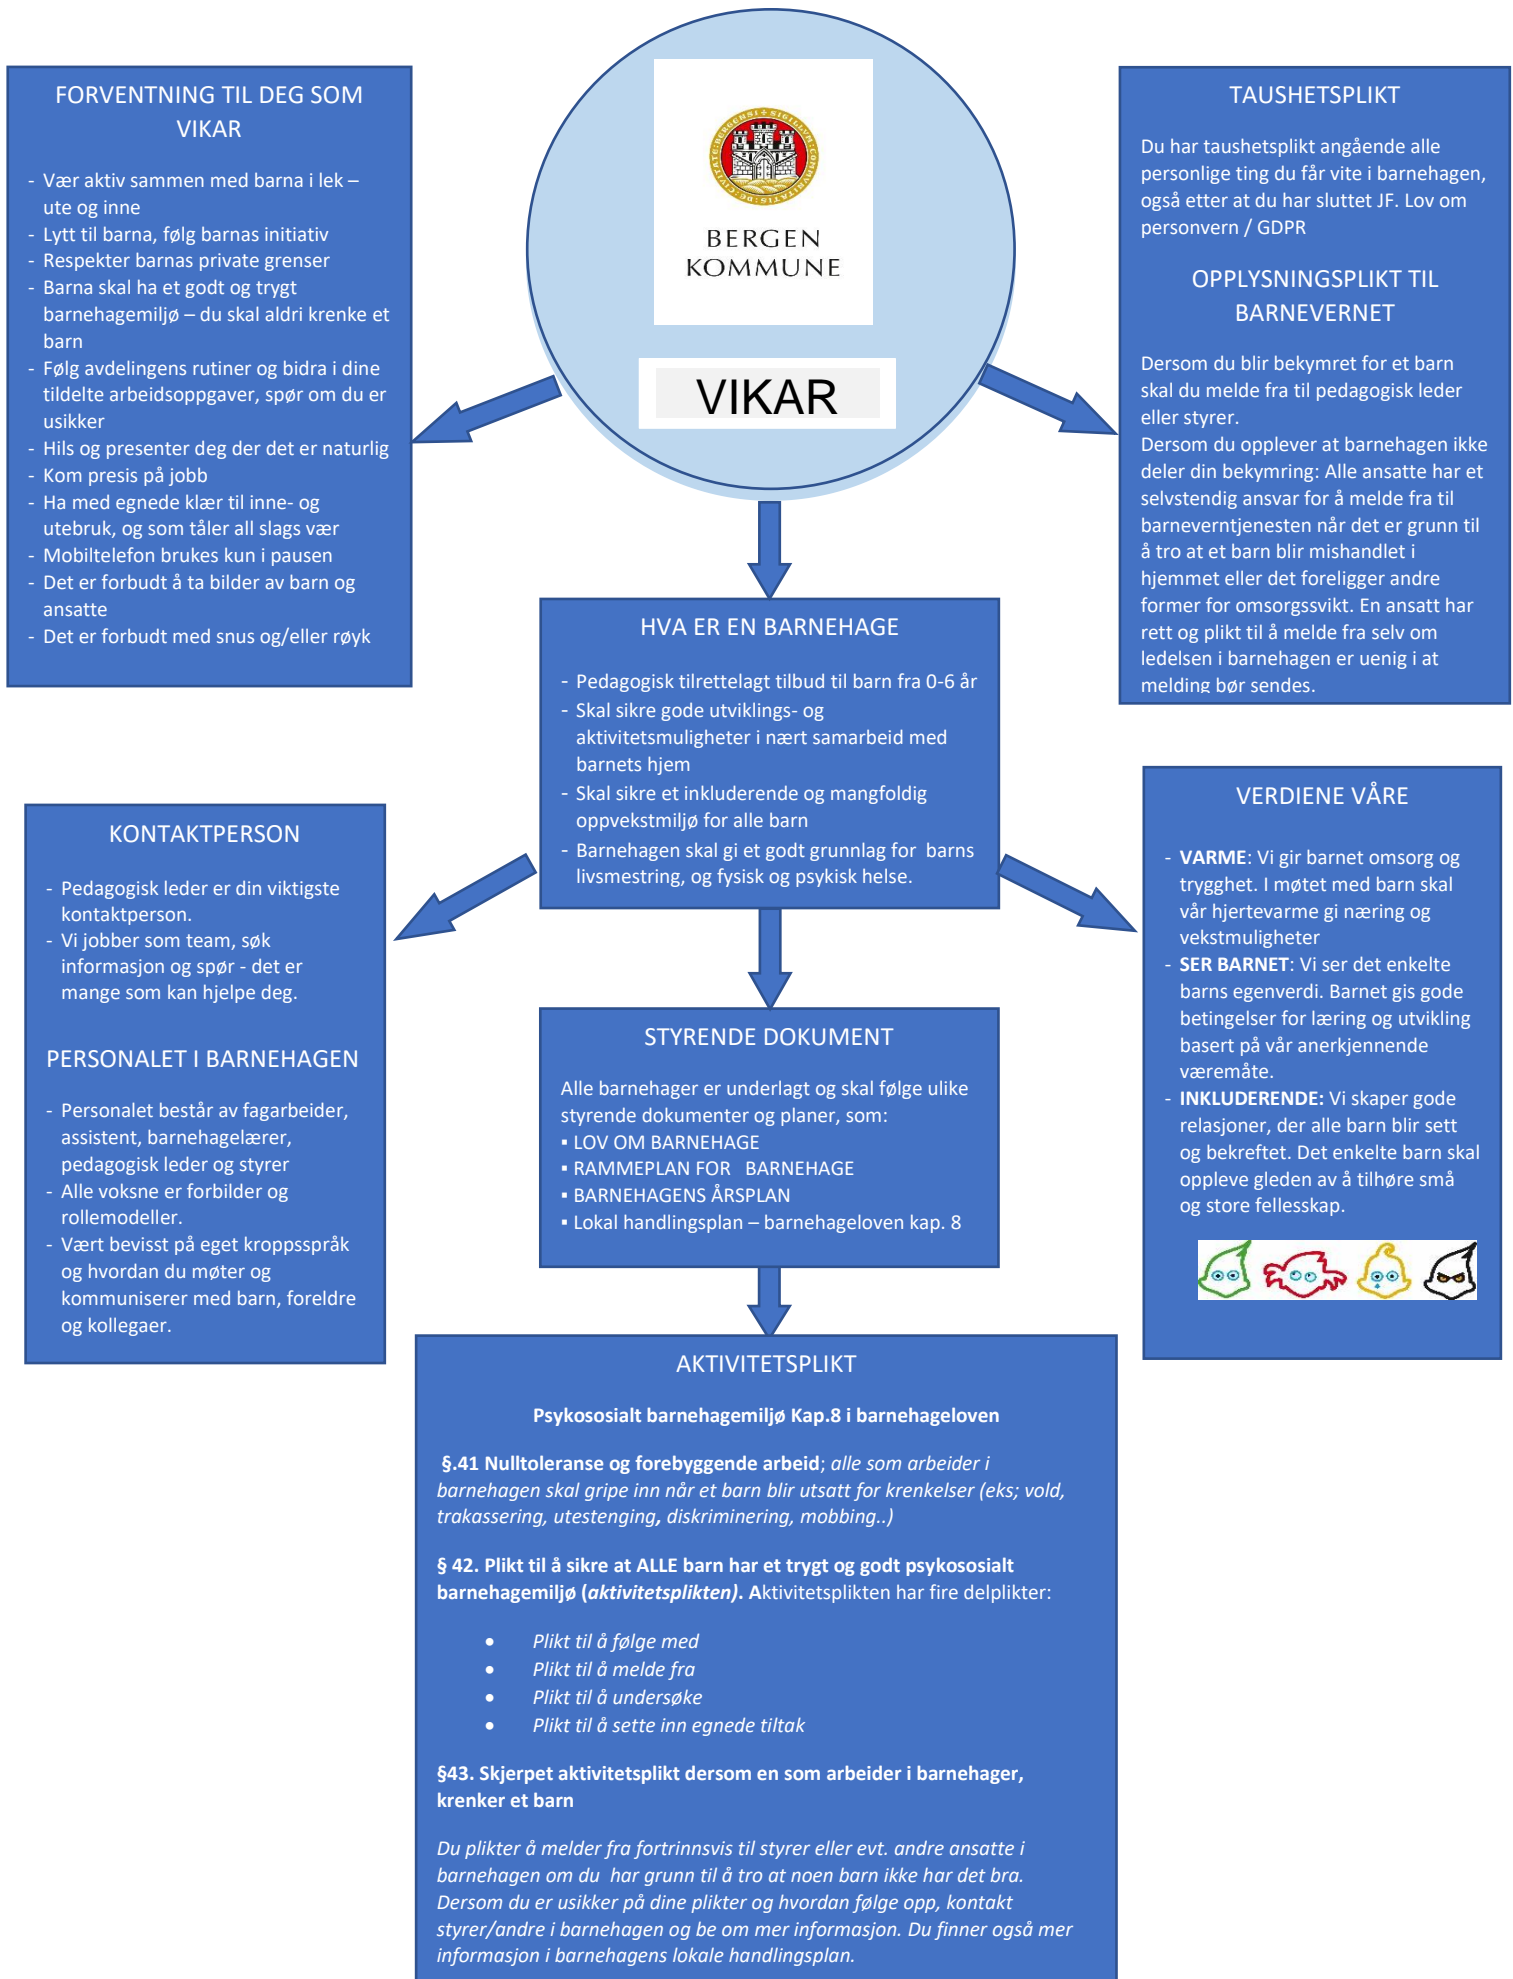 BERGEN
KOMMUNE
VIKAR
FORVENTNING TIL DEG SOM
VIKAR
- Vær aktiv sammen med barna i lek –
ute og inne
- Lytt til barna, følg barnas initiativ
- Respekter barnas private grenser
- Barna skal ha et godt og trygt
barnehagemiljø – du skal aldri krenke et
barn
- Følg avdelingens rutiner og bidra i dine
tildelte arbeidsoppgaver, spør om du er
usikker
- Hils og presenter deg der det er naturlig
- Kom presis på jobb
- Ha med egnede klær til inne- og
utebruk, og som tåler all slags vær
- Mobiltelefon brukes kun i pausen
- Det er forbudt å ta bilder av barn og
ansatte
- Det er forbudt med snus og/eller røyk
TAUSHETSPLIKT
Du har taushetsplikt angående alle
personlige ting du får vite i barnehagen,
også etter at du har sluttet JF. Lov om
personvern / GDPR
OPPLYSNINGSPLIKT TIL
BARNEVERNET
Dersom du blir bekymret for et barn
skal du melde fra til pedagogisk leder
eller styrer.
Dersom du opplever at barnehagen ikke
deler din bekymring: Alle ansatte har et
selvstendig ansvar for å melde fra til
barneverntjenesten når det er grunn til
å tro at et barn blir mishandlet i
hjemmet eller det foreligger andre
former for omsorgssvikt. En ansatt har
rett og plikt til å melde fra selv om
ledelsen i barnehagen er uenig i at
melding bør sendes.
HVA ER EN BARNEHAGE
- Pedagogisk tilrettelagt tilbud til barn fra 0-6 år
- Skal sikre gode utviklings- og
aktivitetsmuligheter i nært samarbeid med
barnets hjem
- Skal sikre et inkluderende og mangfoldig
oppvekstmiljø for alle barn
- Barnehagen skal gi et godt grunnlag for  barns
livsmestring, og fysisk og psykisk helse.
KONTAKTPERSON
- Pedagogisk leder er din viktigste
kontaktperson.
- Vi jobber som team, søk
informasjon og spør - det er
mange som kan hjelpe deg.
PERSONALET I BARNEHAGEN
- Personalet består av fagarbeider,
assistent, barnehagelærer,
pedagogisk leder og styrer
- Alle voksne er forbilder og
rollemodeller.
- Vært bevisst på eget kroppsspråk
og hvordan du møter og
kommuniserer med barn, foreldre
og kollegaer.
STYRENDE DOKUMENT
Alle barnehager er underlagt og skal følge ulike
styrende dokumenter og planer, som:
▪ LOV OM BARNEHAGE
▪ RAMMEPLAN FOR   BARNEHAGE
▪ BARNEHAGENS ÅRSPLAN
▪ Lokal handlingsplan – barnehageloven kap. 8
VERDIENE VÅRE
- VARME: Vi gir barnet omsorg og
trygghet. I møtet med barn skal
vår hjertevarme gi næring og
vekstmuligheter
- SER BARNET: Vi ser det enkelte
barns egenverdi. Barnet gis gode
betingelser for læring og utvikling
basert på vår anerkjennende
væremåte.
- INKLUDERENDE: Vi skaper gode
relasjoner, der alle barn blir sett
og bekreftet. Det enkelte barn skal
oppleve gleden av å tilhøre små
og store fellesskap.
AKTIVITETSPLIKT
Psykososialt barnehagemiljø Kap.8 i barnehageloven
§.41 Nulltoleranse og forebyggende arbeid; alle som arbeider i
barnehagen skal gripe inn når et barn blir utsatt for krenkelser (eks; vold,
trakassering, utestenging, diskriminering, mobbing..)
§ 42. Plikt til å sikre at ALLE barn har et trygt og godt psykososialt
barnehagemiljø (aktivitetsplikten). Aktivitetsplikten har fire delplikter:
• Plikt til å følge med
• Plikt til å melde fra
• Plikt til å undersøke
• Plikt til å sette inn egnede tiltak
§43. Skjerpet aktivitetsplikt dersom en som arbeider i barnehager,
krenker et barn
Du plikter å melder fra fortrinnsvis til styrer eller evt. andre ansatte i
barnehagen om du  har grunn til å tro at noen barn ikke har det bra.
Dersom du er usikker på dine plikter og hvordan følge opp, kontakt
styrer/andre i barnehagen og be om mer informasjon. Du finner også mer
informasjon i barnehagens lokale handlingsplan.